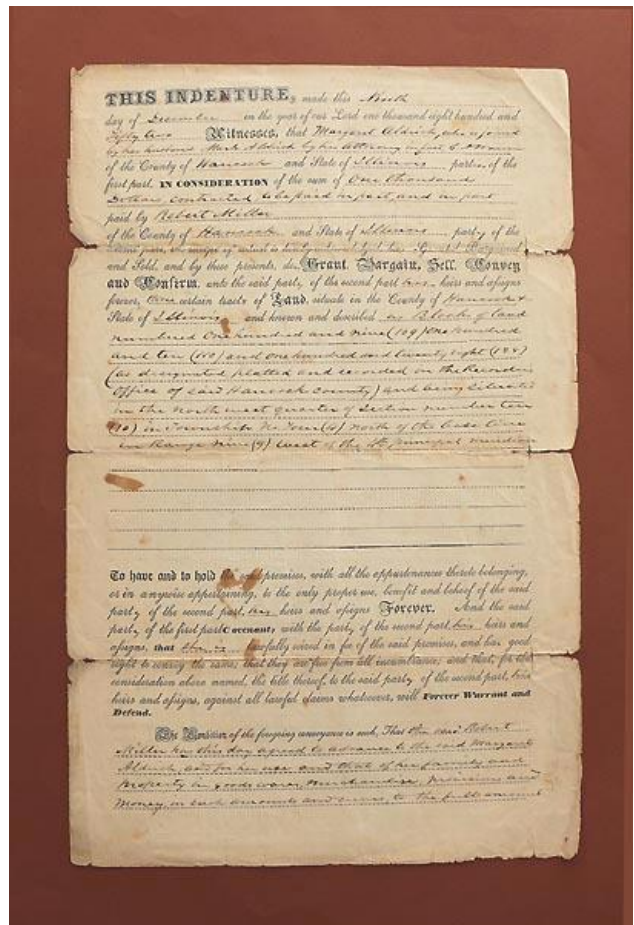 THIS INDENTURE, made this Ninth
day of December in the year of our Lord one thousand eight hundred and
Fifty two Witnesses, that Margaret Aldrich, who is joined
by her husband Mark Aldrich by his Attorney in fact
of the County of Hancock and State of Illinois parties of the
first part, IN CONSIDERATION of the sum of One thousand
Dollars, contracted to be paid in part, and in part
paid by Robert Miller
of the County of Hancock and State of Illinois party of the
second part, the receipt of which is hereby acknowledged, has Granted, Bargained
and Sold, and by these presents, do Grant, Bargain, Sell, Convey
and Confirm, unto the said party of the second part his heirs and assigns
forever, certain tracts of Land, situate in the County of Hancock &
State of Illinois and known and described as Blocks of land
numbered One hundred and nine (109) One hundred
and ten (110) and one hundred and twenty eight (128)
(as designated platted and recorded on the Recorders
Office of said Hancock County) and being situated
in the North west quarter of Section number ten
(10) in Township No Four (4) north of the base line
in Range nine (9) West of the 4th principal meridian
To have and to hold the said premises, with all the appurtenances thereto belonging,
or in anywise appertaining, to the only proper use, benefit and behoof of the said
party of the second part, his heirs and assigns Forever. And the said
party of the first part Covenant, with the party of the second part his heirs and
assigns, that lawfully seized in fee of the said premises, and has good
right to convey the same; that they are free from all incumbrance; and that, for the
consideration above named, the title thereof, to the said party of the second part, his
heirs and assigns, against all lawful claims whatsoever, will Forever Warrant and
Defend.
The Condition of the foregoing conveyance is such, That the said Robert
Miller has this day agreed to advance to the said Margaret
Aldrich, for her use and that of her family and
property in goods wares, merchandise, provisions and
money, in such amounts and to the full amount